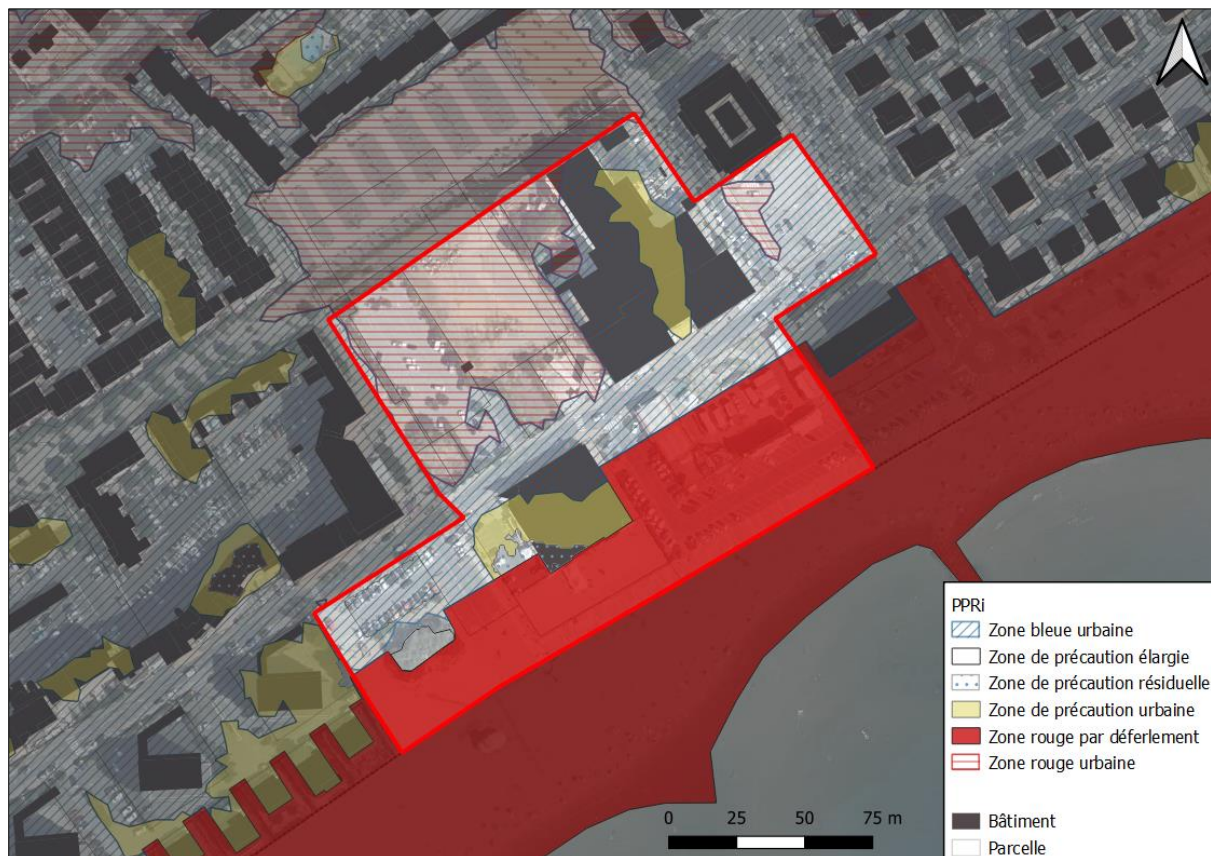 PPRi
Zone bleue urbaine
Zone de précaution élargie
Zone de précaution résiduelle
Zone de précaution urbaine
Zone rouge par déferlement
Zone rouge urbaine
Bâtiment
Parcelle
0 25 50 75 m